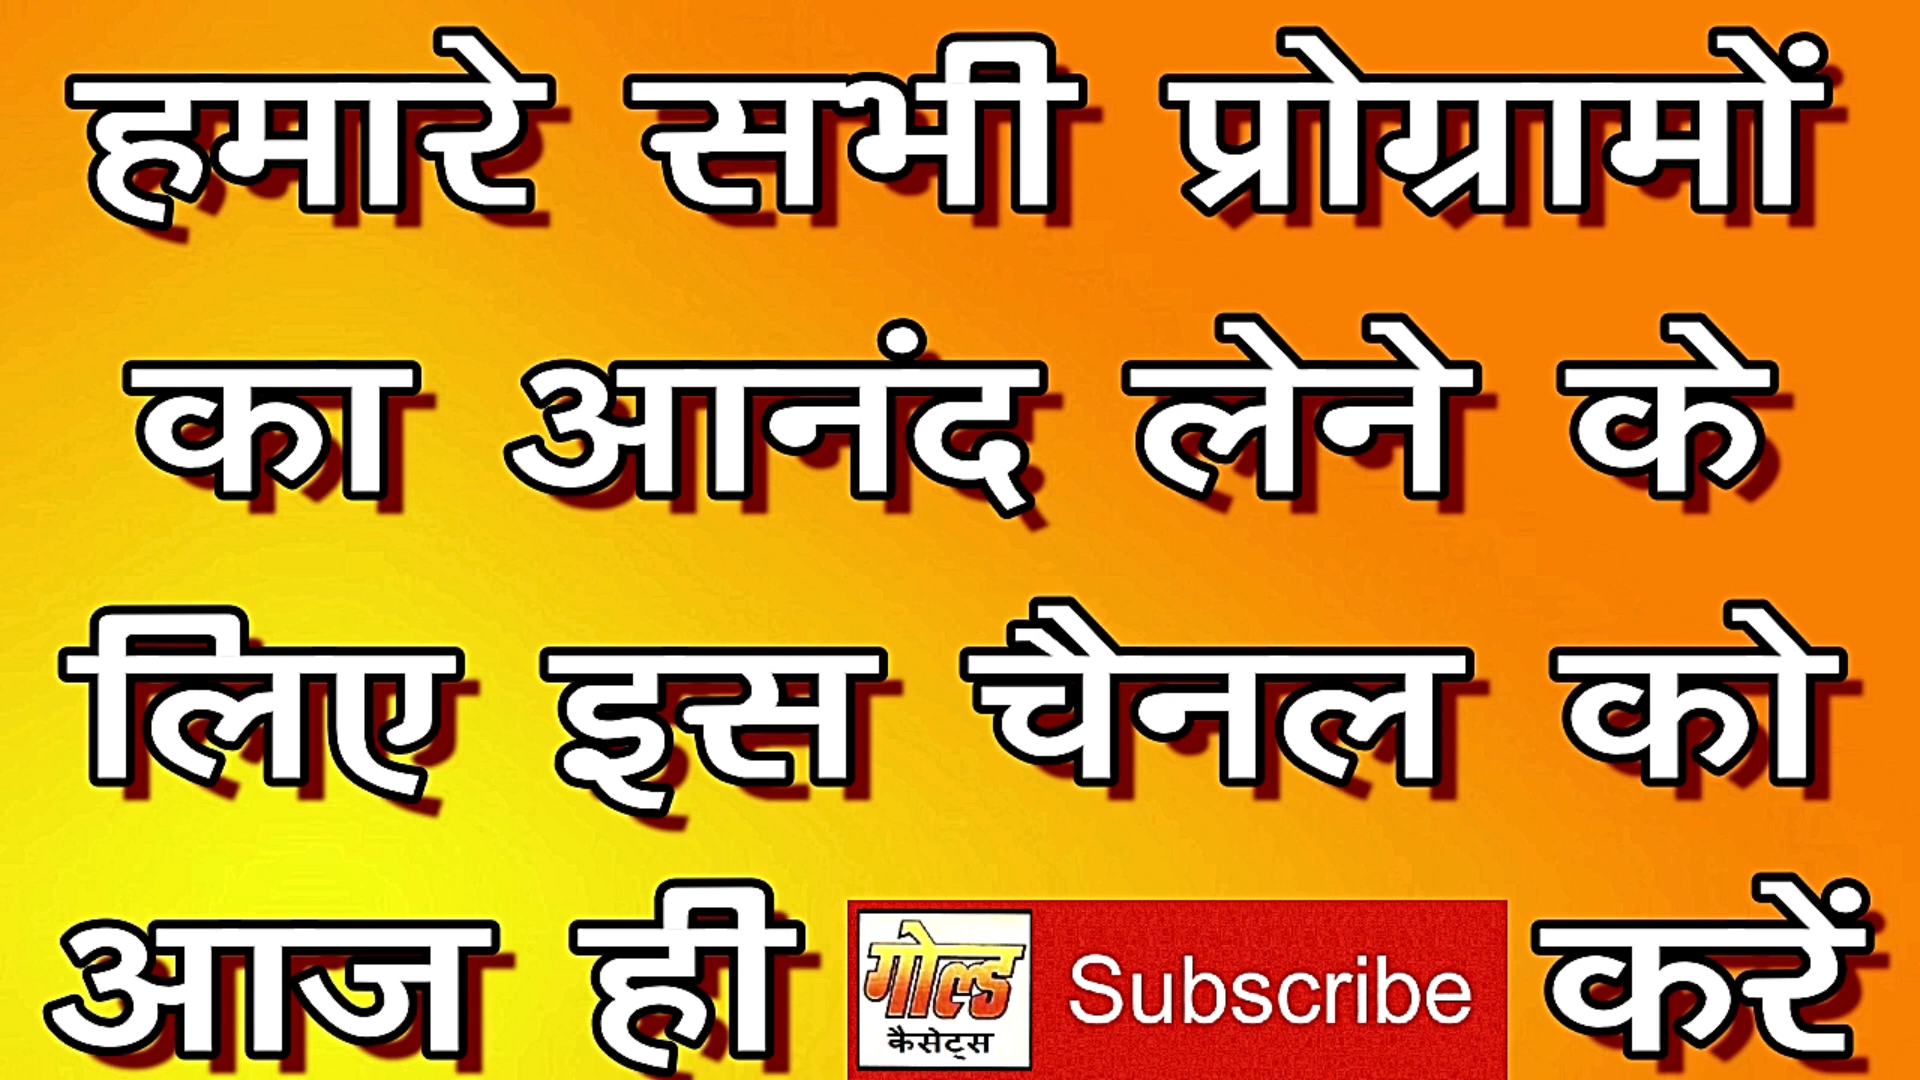 हमारे सभी प्रोग्रामों
का आनंद लेने के
लिए इस चैनल को
आज ही गोल्ड कैसेट्स Subscribe करें